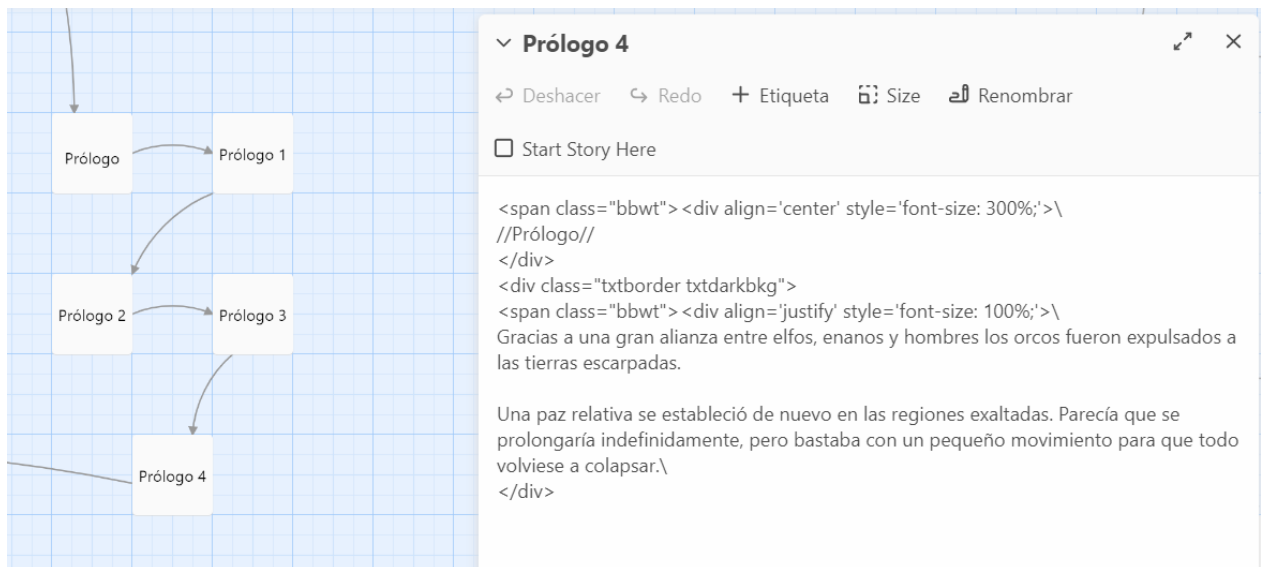 Prólogo
Prólogo 1
Prólogo 2
Prólogo 3
Prólogo 4
Prólogo 4
Deshacer Redo + Etiqueta Size Renombrar
Start Story Here
<span class="bbwt"><div align='center' style='font-size: 300%;'>\
//Prólogo//
</div>
<div class="txtborder txtdarkbkg">
<span class="bbwt"><div align='justify' style='font-size: 100%;'>\
Gracias a una gran alianza entre elfos, enanos y hombres los orcos fueron expulsados a
las tierras escarpadas.
Una paz relativa se estableció de nuevo en las regiones exaltadas. Parecía que se
prolongaría indefinidamente, pero bastaba con un pequeño movimiento para que todo
volviese a colapsar.\
</div>